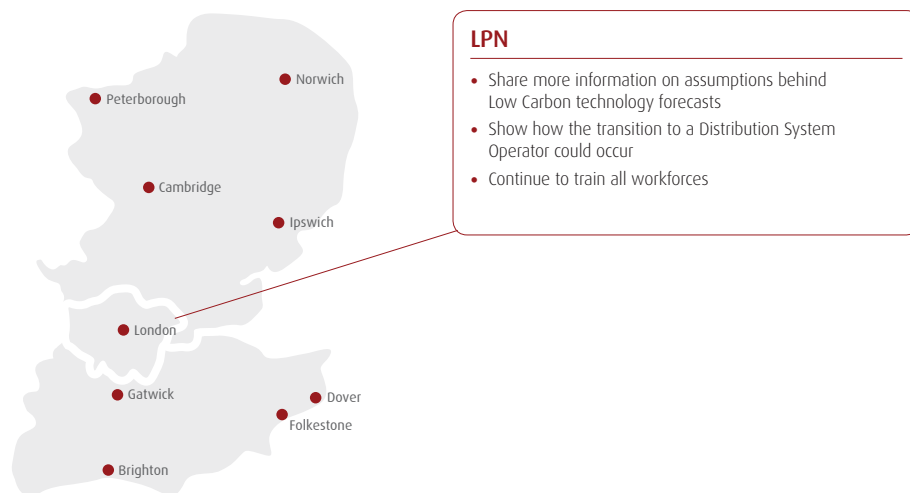 LPN
• Share more information on assumptions behind
Low Carbon technology forecasts
• Show how the transition to a Distribution System
Operator could occur
• Continue to train all workforces
Norwich
Peterborough
Cambridge
Ipswich
London
Gatwick
Dover
Folkestone
Brighton